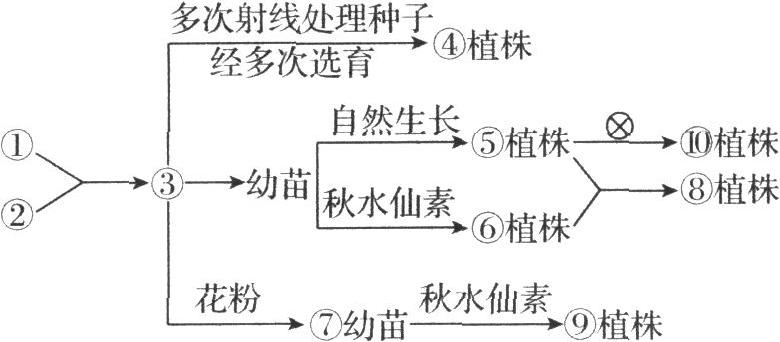 多次射线处理种子
经多次选育
④植株
①
②
③
幼苗
自然生长
⑤植株
⊗
⑩植株
秋水仙素
⑥植株
⑧植株
花粉
⑦幼苗
秋水仙素
⑨植株